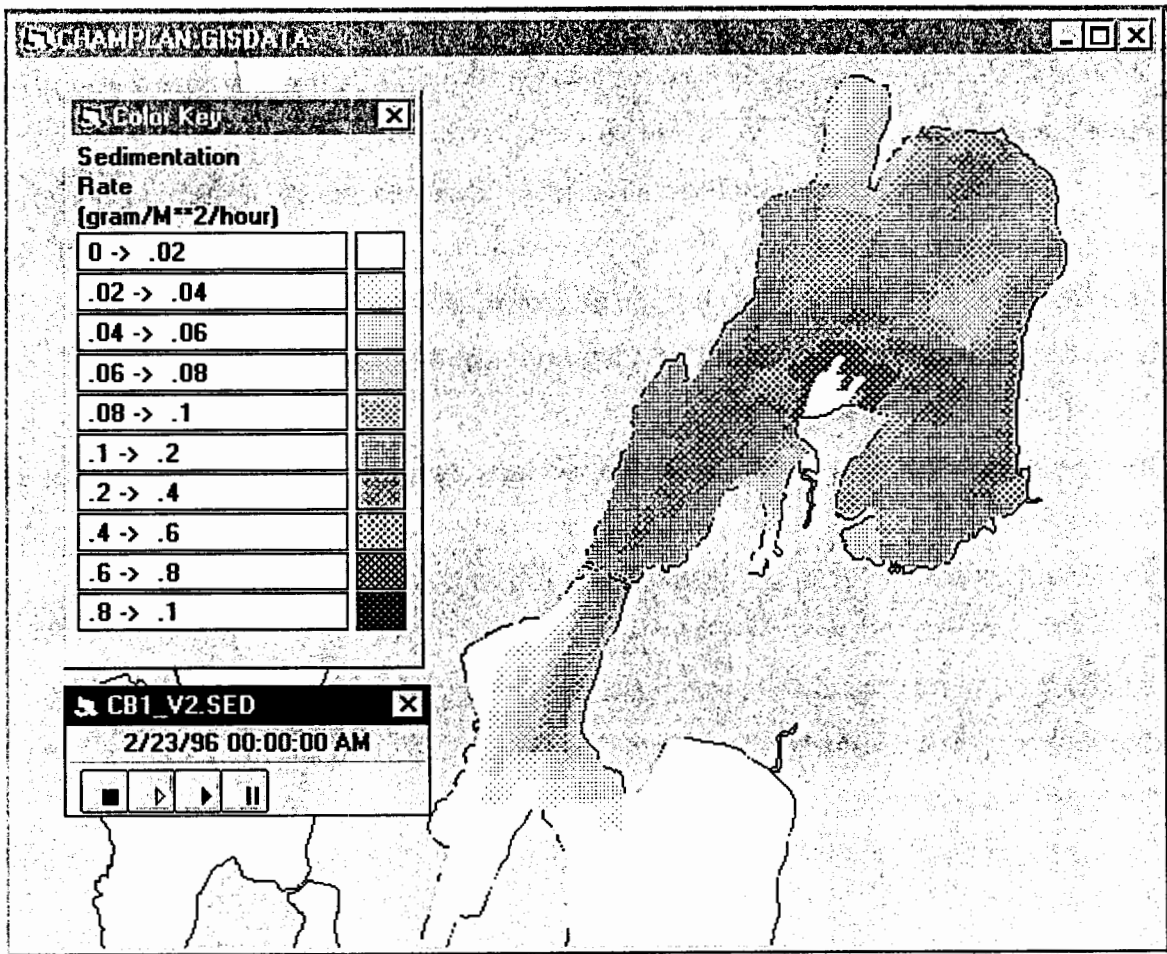 CHAMPLAN.GISDATA
Color Key
Sedimentation
Rate
(gram/M**2/hour)
0 -> .02
.02 -> .04
.04 -> .06
.06 -> .08
.08 -> .1
.1 -> .2
.2 -> .4
.4 -> .6
.6 -> .8
.8 -> .1
CB1_V2.SED
2/23/96 00:00:00 AM